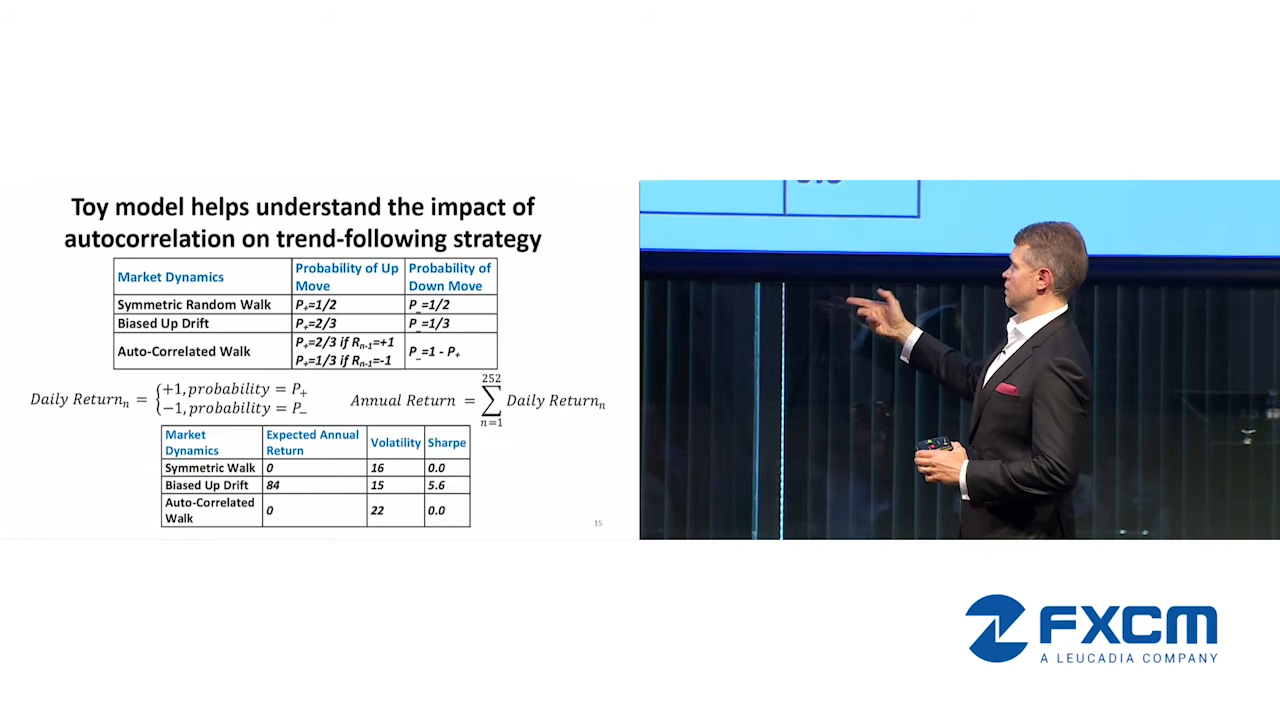 Toy model helps understand the impact of
autocorrelation on trend-following strategy
Market Dynamics
Probability of Up
Move
Probability of
Down Move
Symmetric Random Walk
P₊=1/2
P₋=1/2
Biased Up Drift
P₊=2/3
P₋=1/3
Auto-Correlated Walk
P₊=2/3 if Rₙ₋₁=+1
P₊=1/3 if Rₙ₋₁=-1
P₋=1 - P₊
Daily Returnₙ = { +1, probability = P₊
−1, probability = P₋
Annual Return = ∑ Daily Returnₙ
252
n=1
Market
Dynamics
Expected Annual
Return
Volatility
Sharpe
Symmetric Walk
0
16
0.0
Biased Up Drift
84
15
5.6
Auto-Correlated
Walk
0
22
0.0
15
FXCM
A LEUCADIA COMPANY